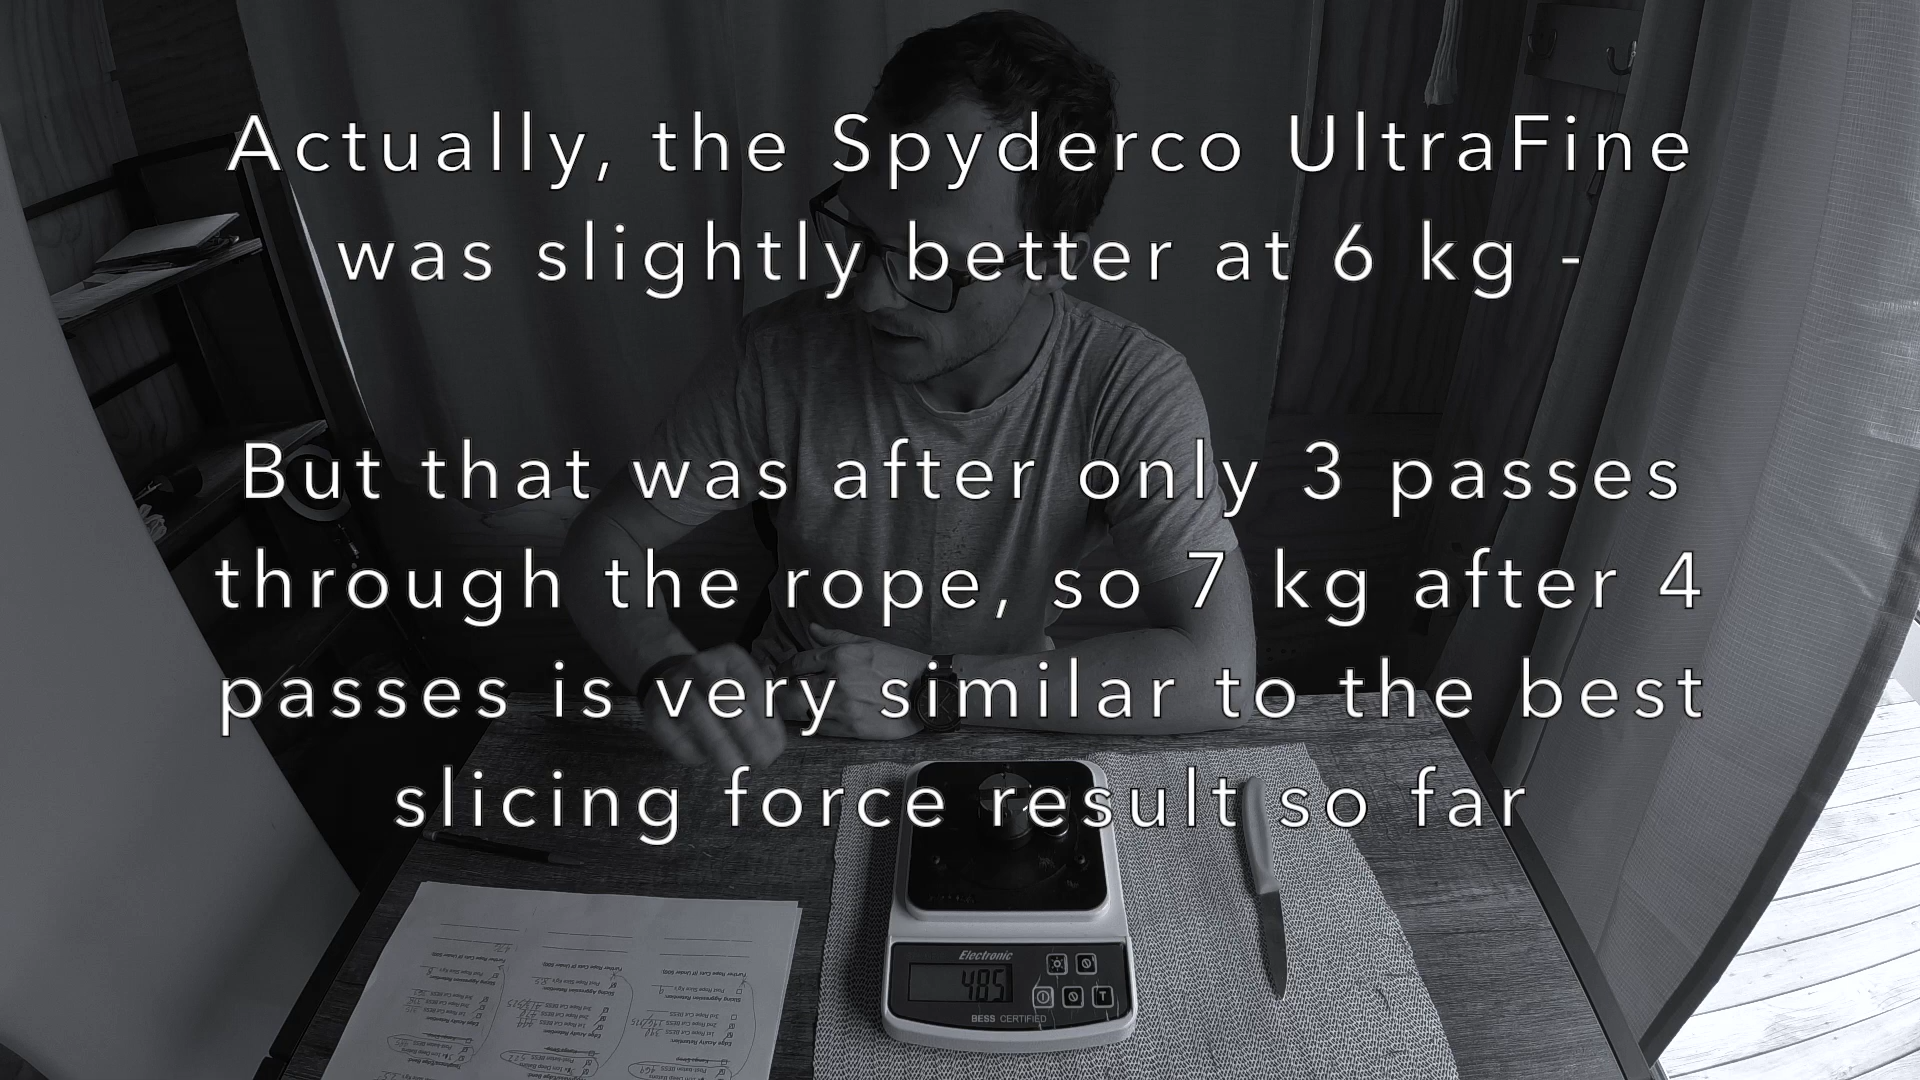 Actually, the Spyderco UltraFine
was slightly better at 6 kg -
But that was after only 3 passes
through the rope, so 7 kg after 4
passes is very similar to the best
slicing force result so far
Electronic
485
BESS CERTIFIED